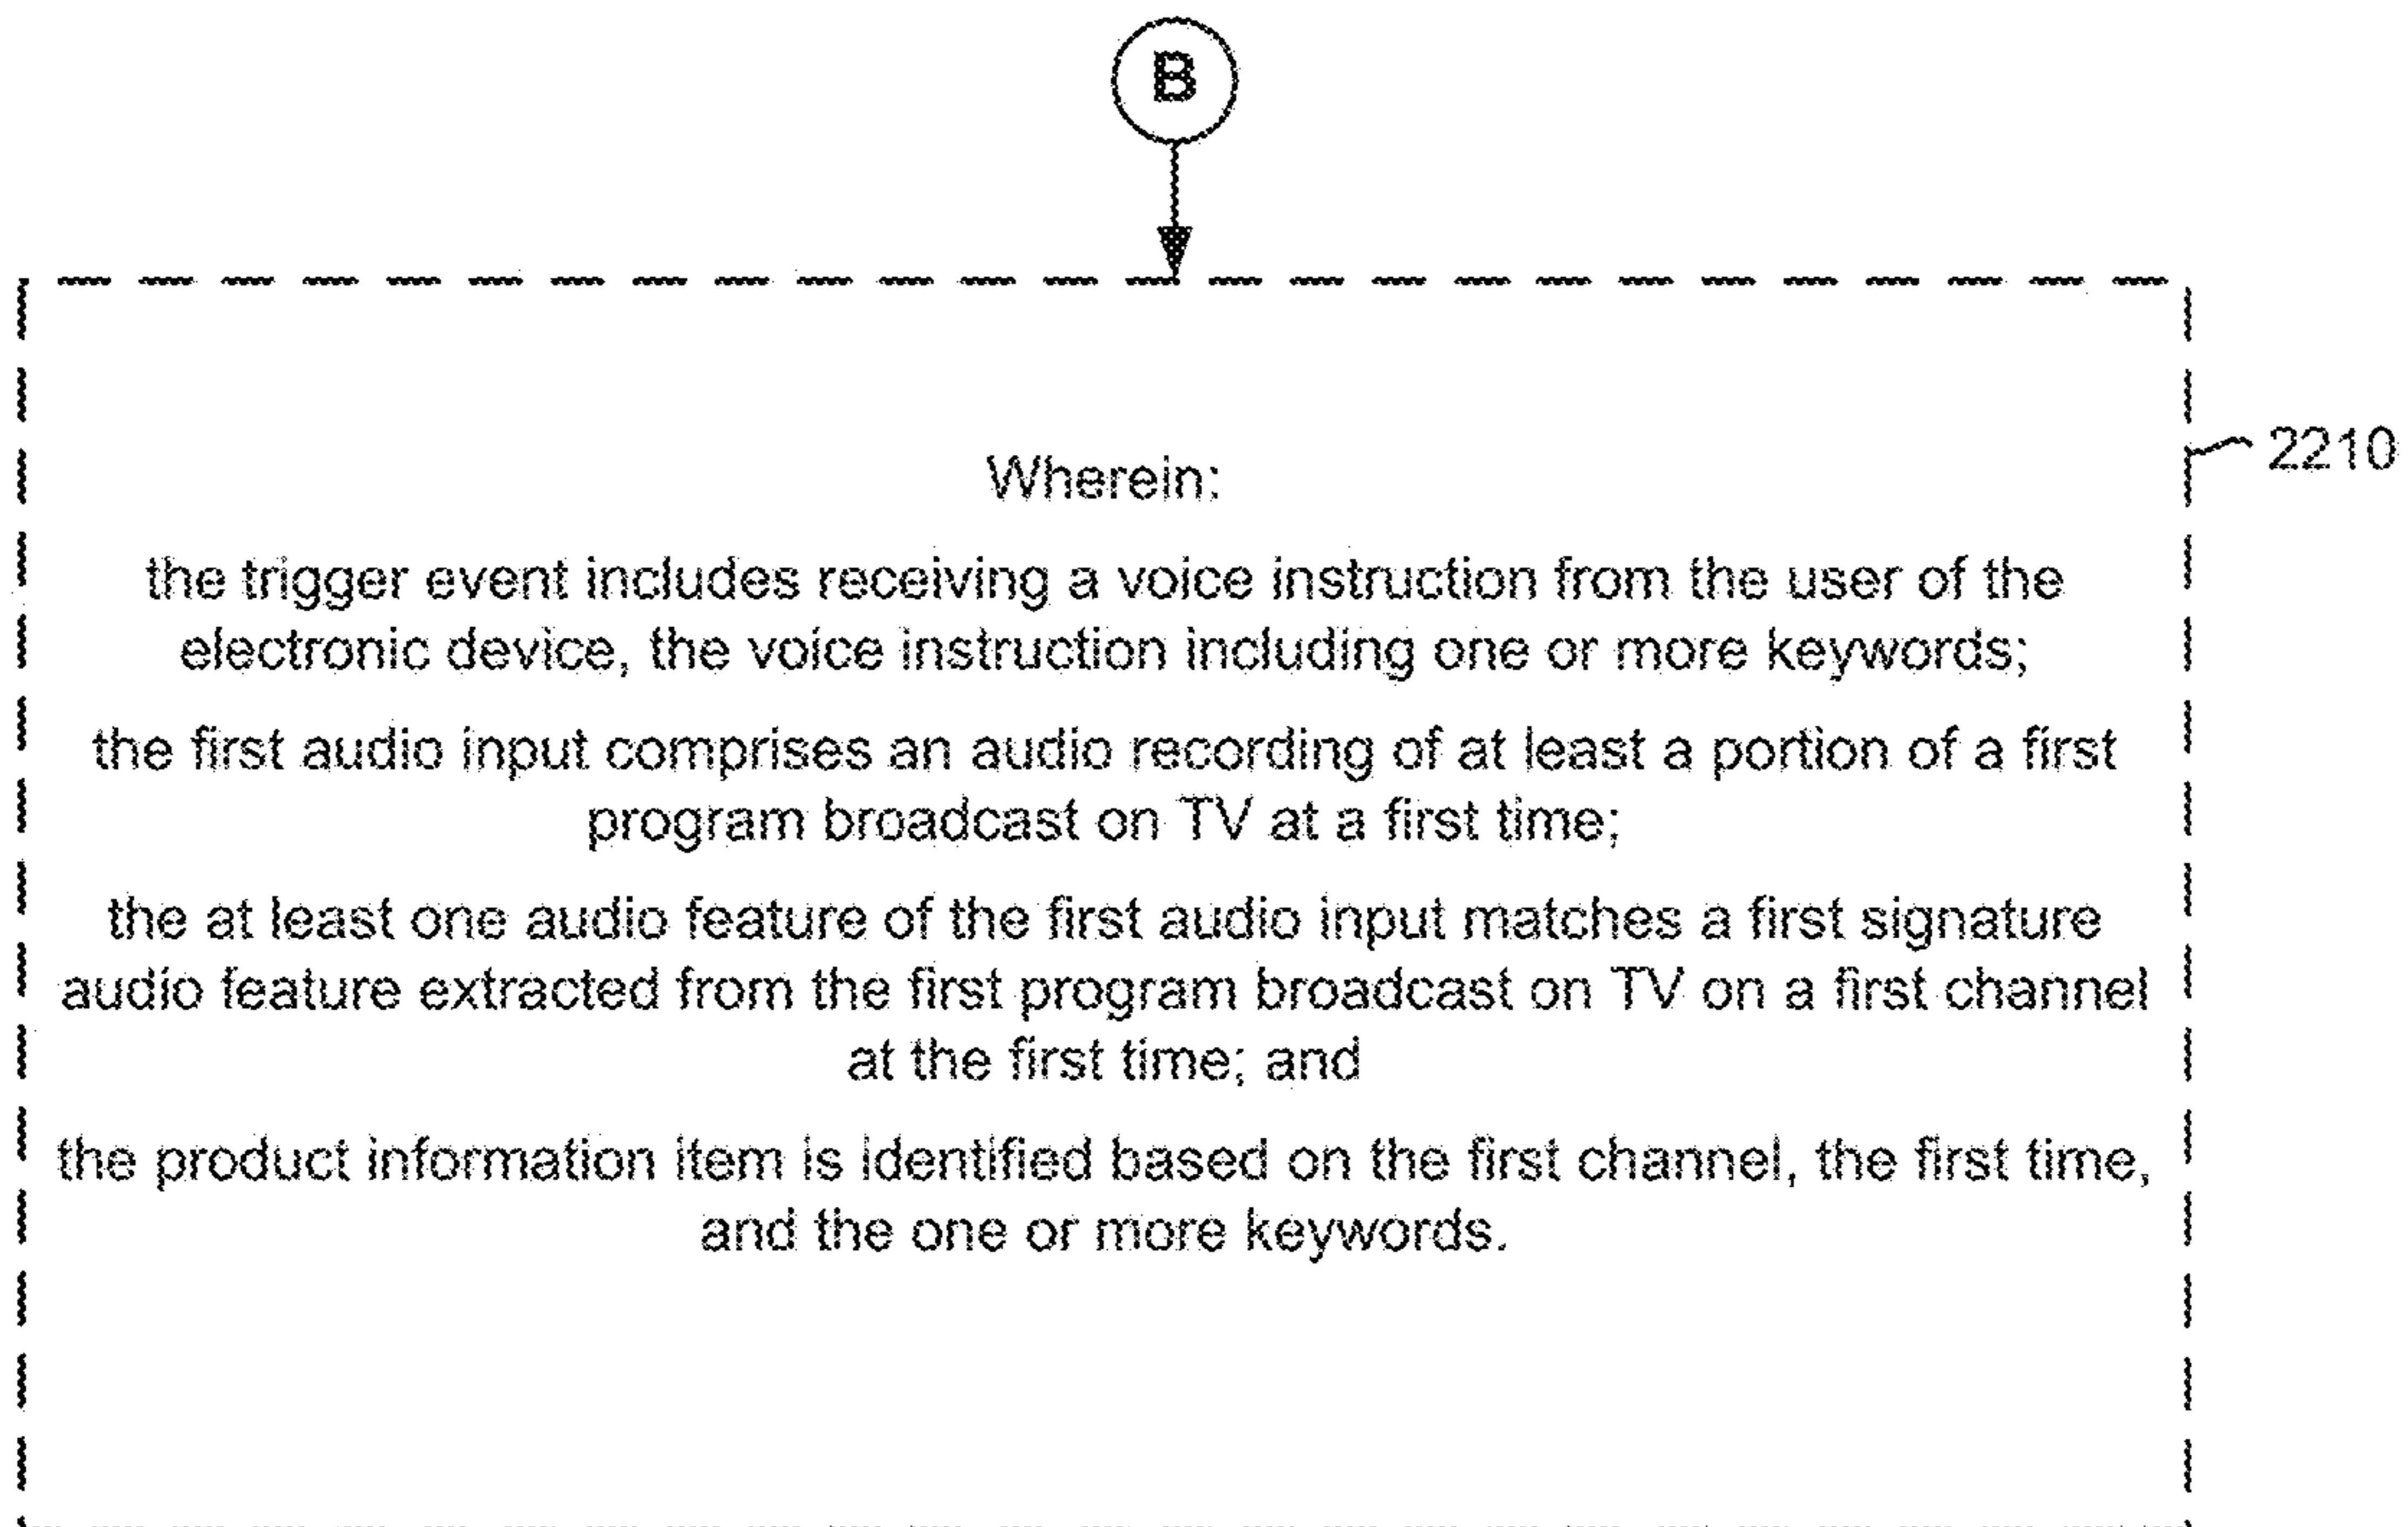 B
2210
Wherein:
the trigger event includes receiving a voice instruction from the user of the
electronic device, the voice instruction including one or more keywords;
the first audio input comprises an audio recording of at least a portion of a first
program broadcast on TV at a first time;
the at least one audio feature of the first audio input matches a first signature
audio feature extracted from the first program broadcast on TV on a first channel
at the first time; and
the product information item is identified based on the first channel, the first time,
and the one or more keywords.